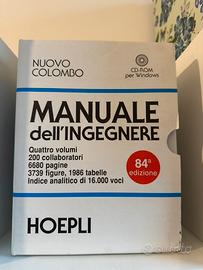 NUOVO
COLOMBO
CD-ROM
per Windows
MANUALE
dell'INGEGNERE
Quattro volumi
200 collaboratori
6680 pagine
3739 figure, 1986 tabelle
Indice analitico di 16.000 voci
84ª
edizione
HOEPLI
subito